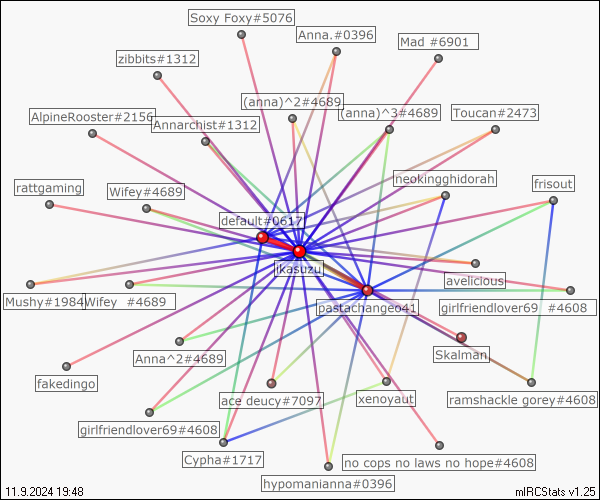 Soxy Foxy#5076
Anna.#0396
Mad #6901
zibbits#1312
(anna)^2#4689
(anna)^3#4689
Toucan#2473
AlpineRooster#2156
Annarchist#1312
neokingghidorah
frisout
rattgaming
Wifey#4689
default#0617
ikasuzu
avelicious
Mushy#1984
Wifey  #4689
pastachangeo41
girlfriendlover69  #4608
Anna^2#4689
Skalman
fakedingo
ace deucy#7097
xenoyaut
ramshackle gorey#4608
girlfriendlover69#4608
Cypha#1717
no cops no laws no hope#4608
hypomanianna#0396
11.9.2024 19:48
mIRCStats v1.25